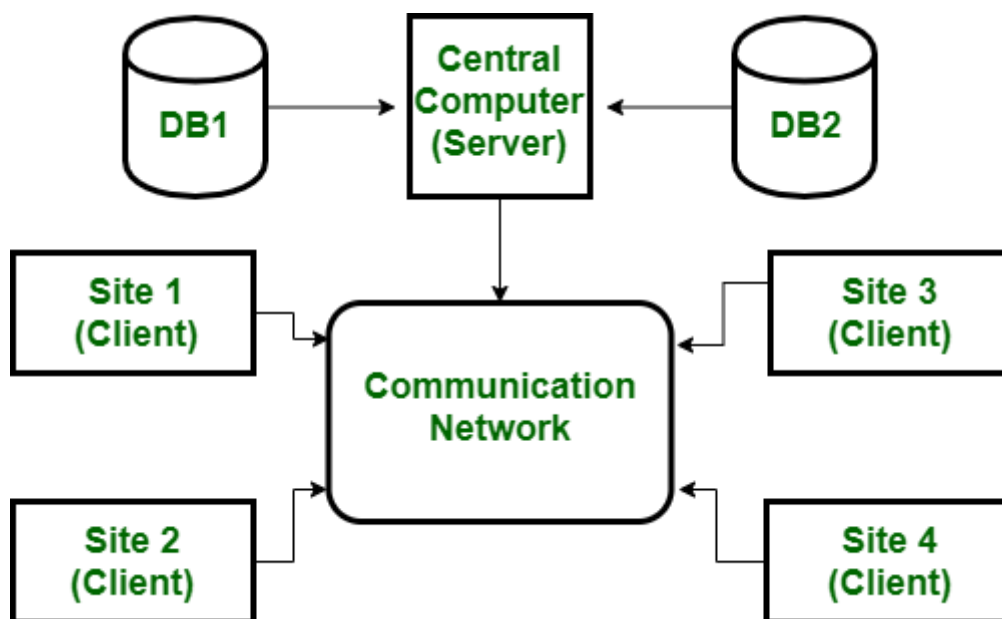 DB1
Central
Computer
(Server)
DB2
Site 1
(Client)
Site 3
(Client)
Communication
Network
Site 2
(Client)
Site 4
(Client)